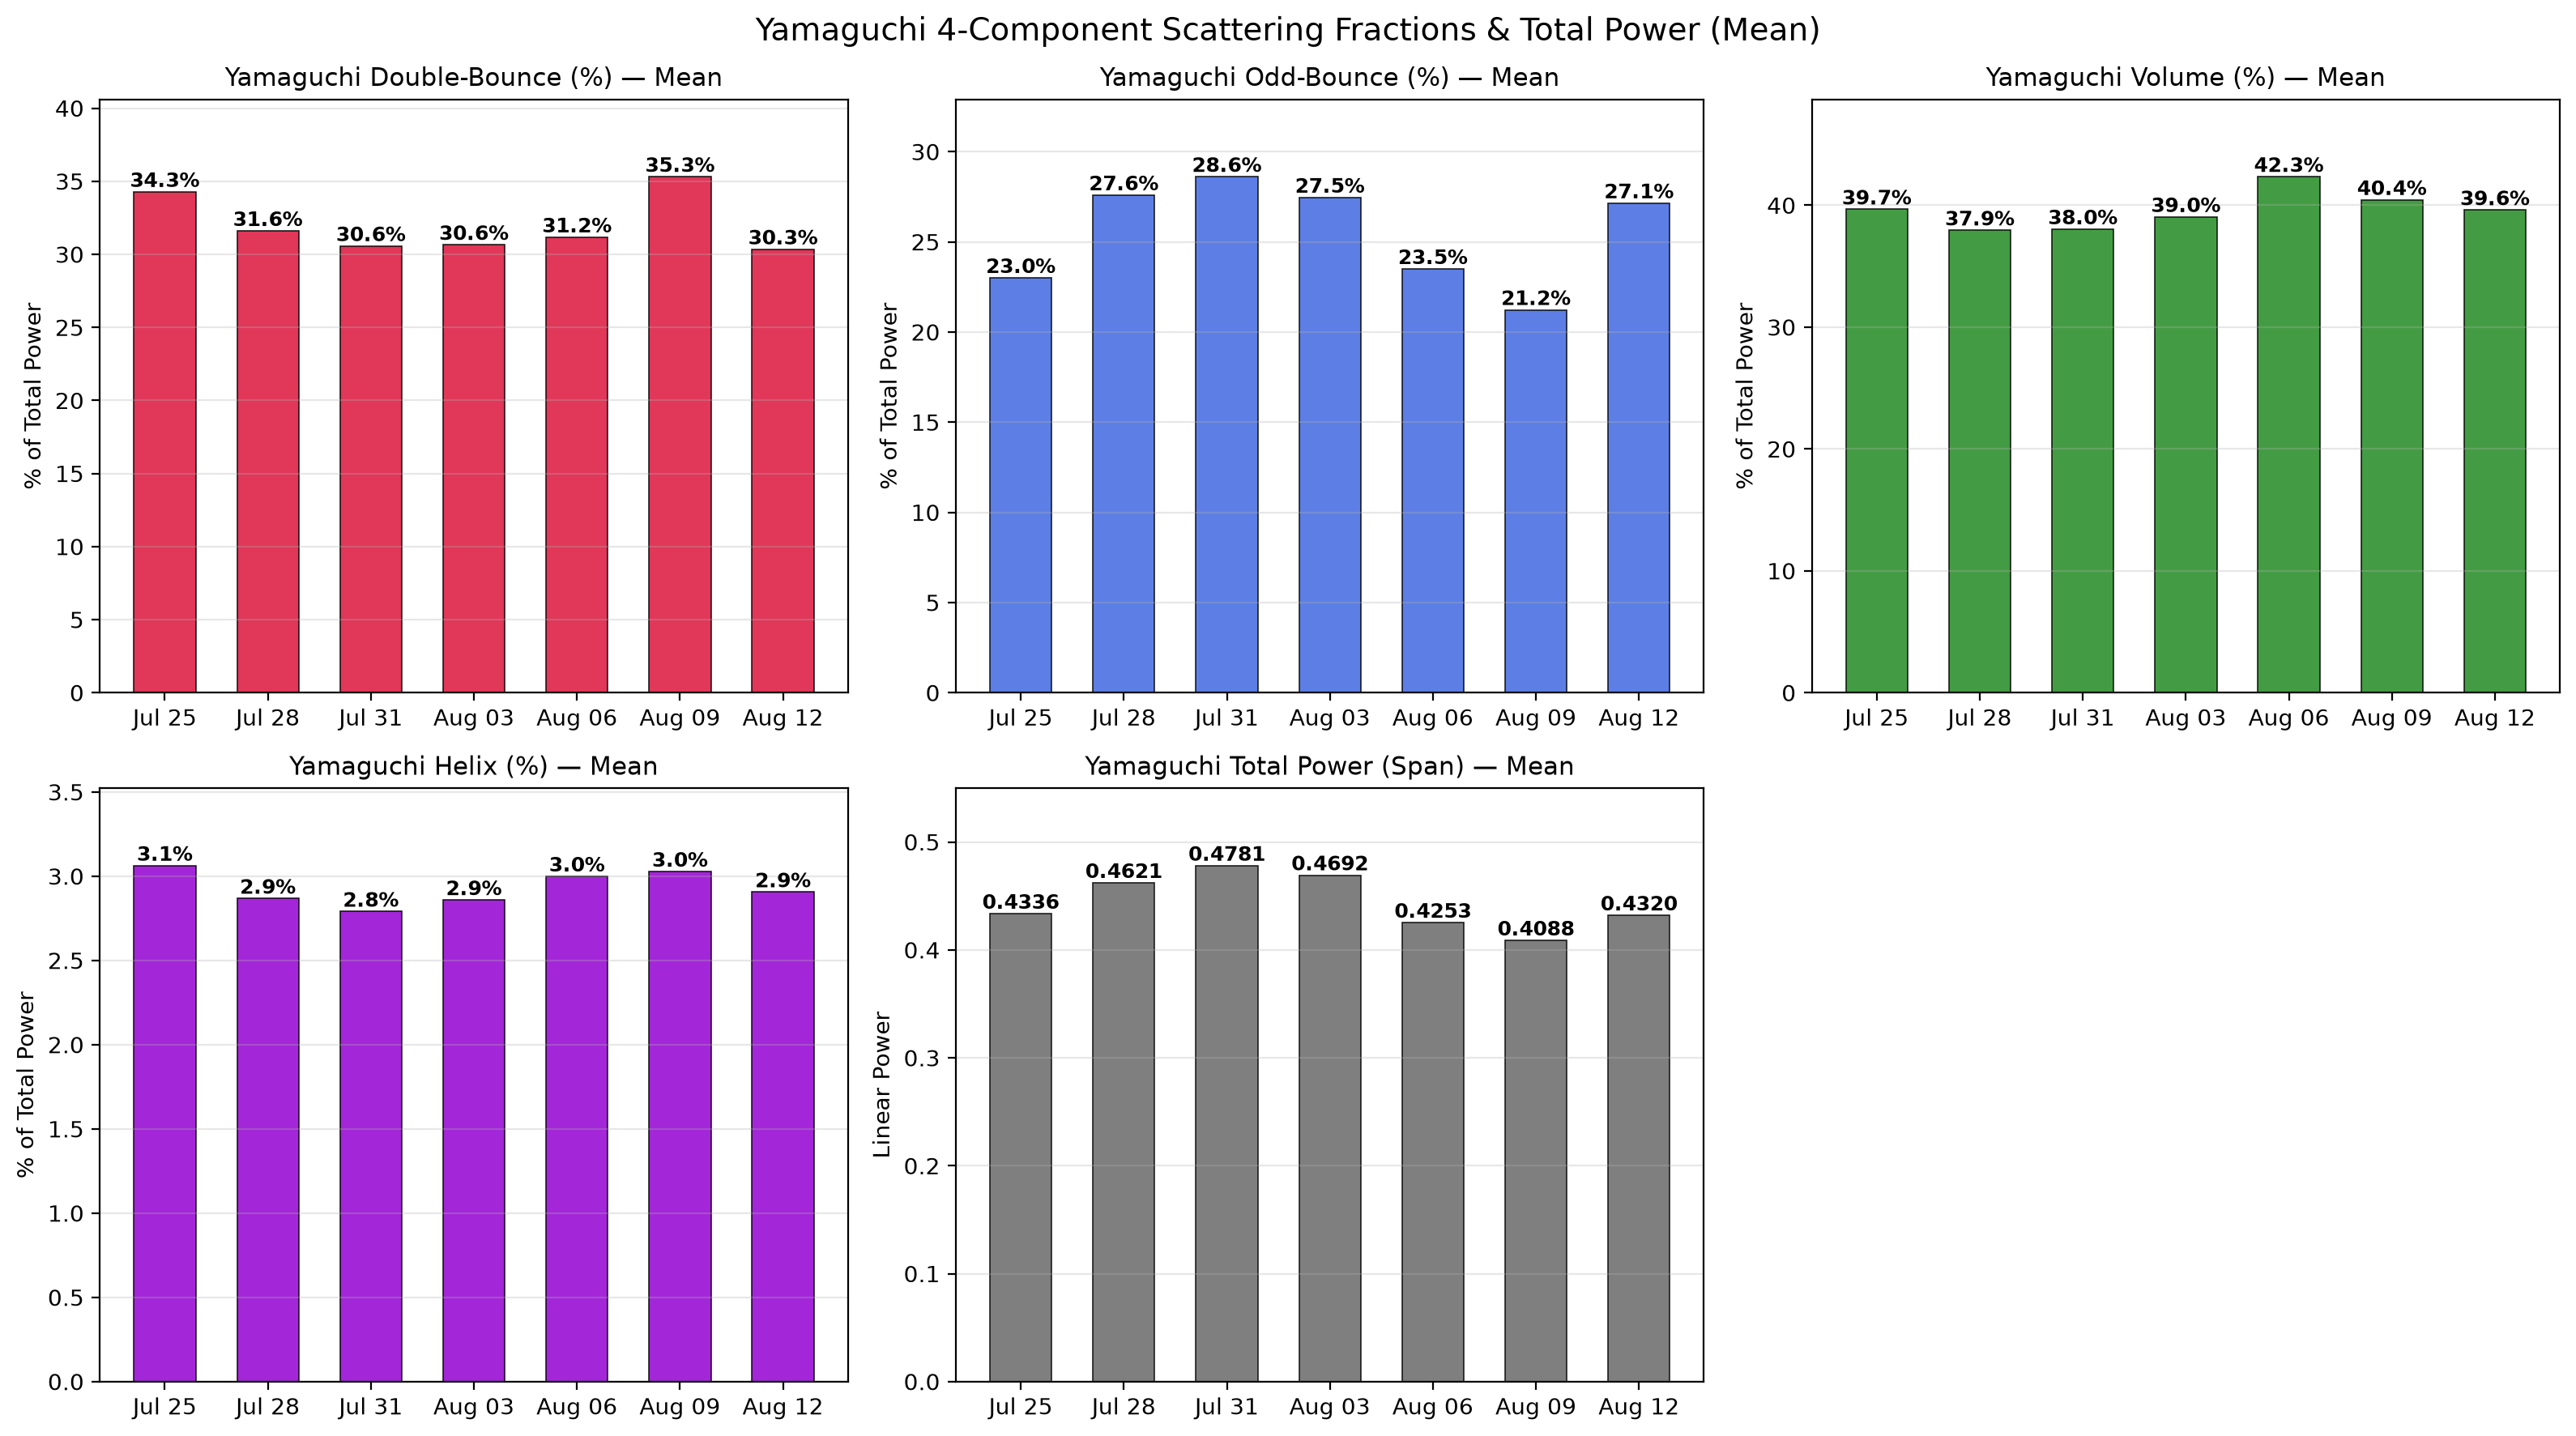 Yamaguchi 4-Component Scattering Fractions & Total Power (Mean)
Yamaguchi Double-Bounce (%) — Mean
% of Total Power
40
35
30
25
20
15
10
5
0
34.3%
31.6%
30.6%
30.6%
31.2%
35.3%
30.3%
Jul 25
Jul 28
Jul 31
Aug 03
Aug 06
Aug 09
Aug 12
Yamaguchi Odd-Bounce (%) — Mean
% of Total Power
30
25
20
15
10
5
0
23.0%
27.6%
28.6%
27.5%
23.5%
21.2%
27.1%
Jul 25
Jul 28
Jul 31
Aug 03
Aug 06
Aug 09
Aug 12
Yamaguchi Volume (%) — Mean
% of Total Power
40
30
20
10
0
39.7%
37.9%
38.0%
39.0%
42.3%
40.4%
39.6%
Jul 25
Jul 28
Jul 31
Aug 03
Aug 06
Aug 09
Aug 12
Yamaguchi Helix (%) — Mean
% of Total Power
3.5
3.0
2.5
2.0
1.5
1.0
0.5
0.0
3.1%
2.9%
2.8%
2.9%
3.0%
3.0%
2.9%
Jul 25
Jul 28
Jul 31
Aug 03
Aug 06
Aug 09
Aug 12
Yamaguchi Total Power (Span) — Mean
Linear Power
0.5
0.4
0.3
0.2
0.1
0.0
0.4336
0.4621
0.4781
0.4692
0.4253
0.4088
0.4320
Jul 25
Jul 28
Jul 31
Aug 03
Aug 06
Aug 09
Aug 12